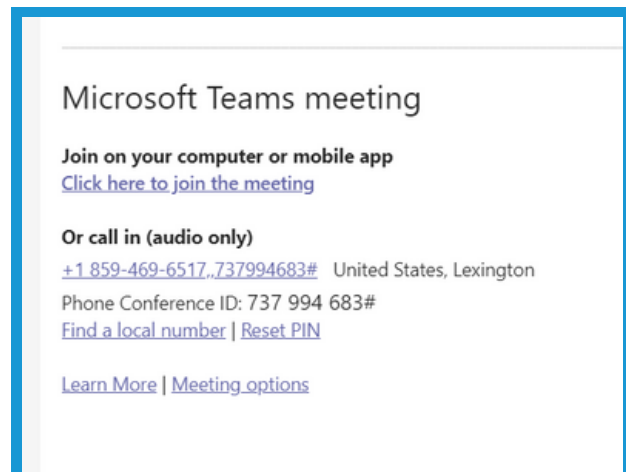 Microsoft Teams meeting
Join on your computer or mobile app
Click here to join the meeting
Or call in (audio only)
+1 859-469-6517,,737994683# United States, Lexington
Phone Conference ID: 737 994 683#
Find a local number | Reset PIN
Learn More | Meeting options